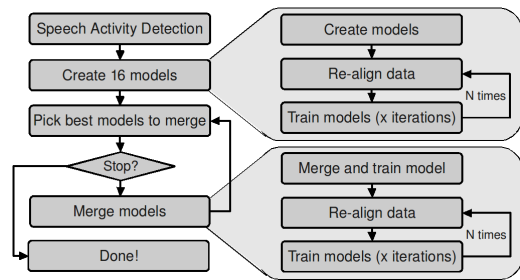 Speech Activity Detection
Create 16 models
Pick best models to merge
Stop?
Merge models
Done!
Create models
Re-align data
N times
Train models (x iterations)
Merge and train model
Re-align data
N times
Train models (x iterations)